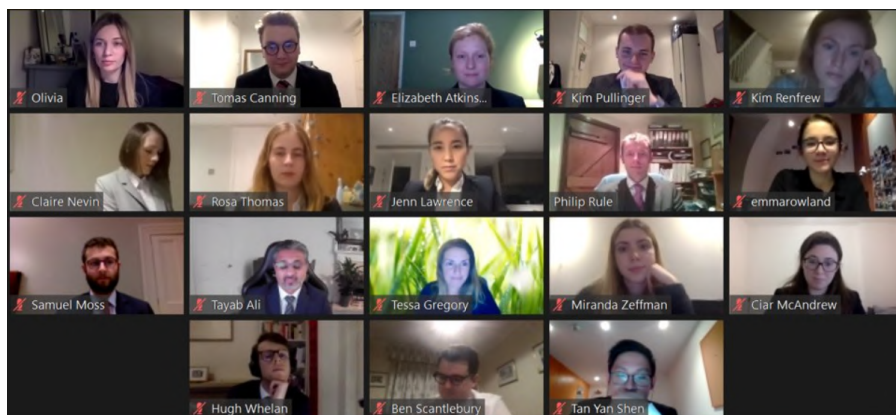 Olivia
Tomas Canning
Elizabeth Atkins...
Kim Pullinger
Kim Renfrew
Claire Nevin
Rosa Thomas
Jenn Lawrence
Philip Rule
emmarowland
Samuel Moss
Tayab Ali
Tessa Gregory
Miranda Zeffman
Ciar McAndrew
Hugh Whelan
Ben Scantlebury
Tan Yan Shen